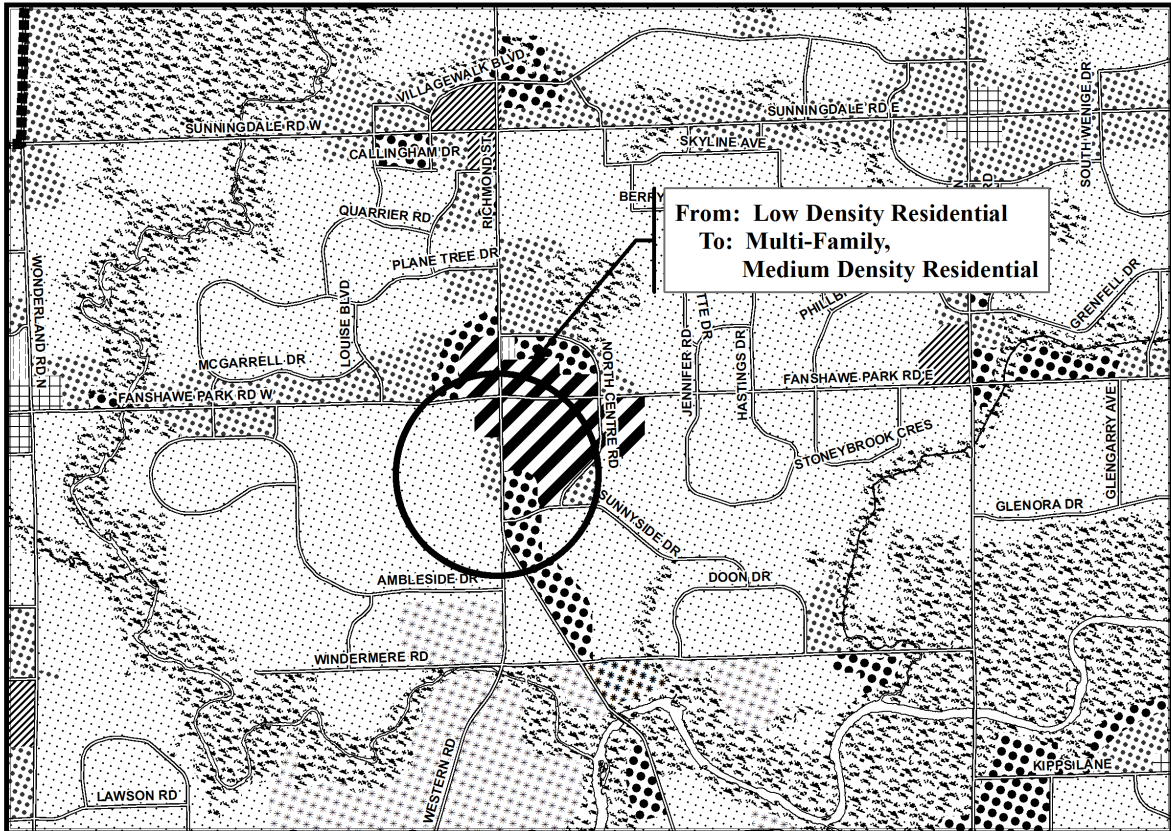 VILLAGEWALK BLVD
SUNNINGDALE RD W
SUNNINGDALE RD E
SOUTH WENIGE DR
CALLINGHAM DR
RICHMOND ST
SKYLINE AVE
QUARRIER RD
PLANE TREE DR
WONDERLAND RD N
LOUISE BLVD
From: Low Density Residential
To: Multi-Family,
Medium Density Residential
RD
GRENFELL DR
MCGARRELL DR
NORTH CENTRE RD
JENNIFER RD
HASTINGS DR
FANSHAWE PARK RD W
FANSHAWE PARK RD E
STONEYBROOK CRES
GLENGARRY AVE
SUNNYSIDE DR
GLENORA DR
AMBLESIDE DR
DOON DR
WINDERMERE RD
WESTERN RD
KIPPS LANE
LAWSON RD